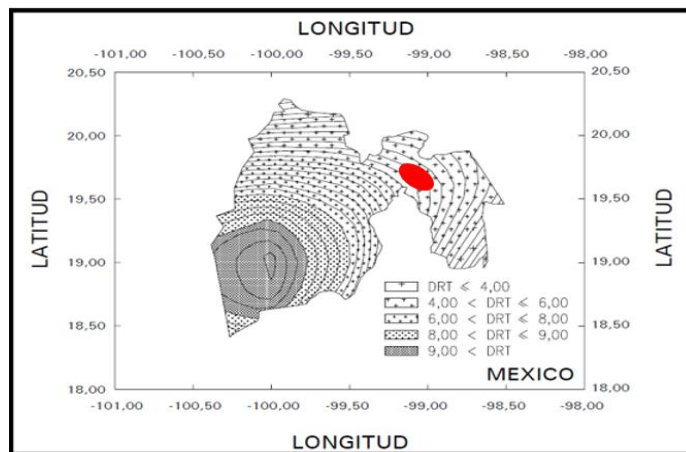 LONGITUD
-101,00 -100,50 -100,00 -99,50 -99,00 -98,50 -98,00
20,50 20,50
20,00 20,00
19,50 19,50
19,00 19,00
18,50 18,50
18,00 18,00
LATITUD
LATITUD
DRT ≤ 4,00
4,00 < DRT ≤ 6,00
6,00 < DRT ≤ 8,00
8,00 < DRT ≤ 9,00
9,00 < DRT
MEXICO
-101,00 -100,50 -100,00 -99,50 -99,00 -98,50 -98,00
LONGITUD